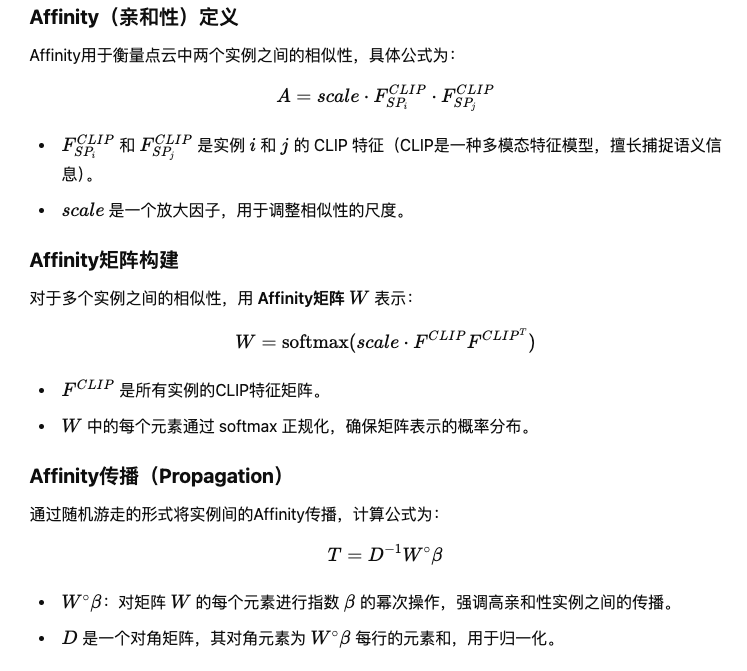 Affinity（亲和性）定义
Affinity用于衡量点云中两个实例之间的相似性，具体公式为：
$A = scale \cdot F^{CLIP}_{SP_i} \cdot F^{CLIP}_{SP_j}$
• $F^{CLIP}_{SP_i}$ 和 $F^{CLIP}_{SP_j}$ 是实例 $i$ 和 $j$ 的 CLIP 特征（CLIP是一种多模态特征模型，擅长捕捉语义信
息）。
• $scale$ 是一个放大因子，用于调整相似性的尺度。
Affinity矩阵构建
对于多个实例之间的相似性，用 Affinity矩阵 $W$ 表示：
$W = \text{softmax}(scale \cdot F^{CLIP} F^{CLIP^T})$
• $F^{CLIP}$ 是所有实例的CLIP特征矩阵。
• $W$ 中的每个元素通过 softmax 正规化，确保矩阵表示的概率分布。
Affinity传播（Propagation）
通过随机游走的形式将实例间的Affinity传播，计算公式为：
$T = D^{-1} W^{\circ} \beta$
• $W^{\circ} \beta$：对矩阵 $W$ 的每个元素进行指数 $\beta$ 的幂次操作，强调高亲和性实例之间的传播。
• $D$ 是一个对角矩阵，其对角元素为 $W^{\circ} \beta$ 每行的元素和，用于归一化。